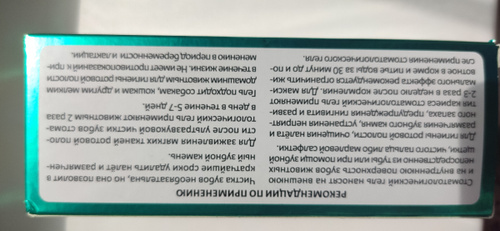 РЕКОМЕНДАЦИИ ПО ПРИМЕНЕНИЮ
Стоматологический гель наносят на внешнюю
и на внутреннюю поверхность зубов животных
непосредственно из тубы или при помощи зубной
щетки, чистого пальца либо марлевой салфетки.
Для гигиены ротовой полости, очищения налёта и
размягчения зубного камня, устранения неприят-
ного запаха, предупреждения гингивита и разви-
тия кариеса стоматологический гель применяют
2-3 раза в неделю после кормления. Для макси-
мального эффекта рекомендуется ограничить жи-
вотное в корме и питье воды за 30 минут до и по-
сле применения стоматологического геля.
Чистка зубов необязательна, но она позволит в
кратчайшие сроки удалить налёт и размягчен-
ный зубной камень.
Для заживления мягких тканей ротовой поло-
сти после ультразвуковой чистки зубов стома-
тологический гель применяют животным 2 раза
в день в течение 5-7 дней.
Гель подходит собакам, кошкам и другим мелким
домашним животным для гигиены ротовой полости
в течение жизни. Не имеет противопоказаний к при-
менению в период беременности и лактации.